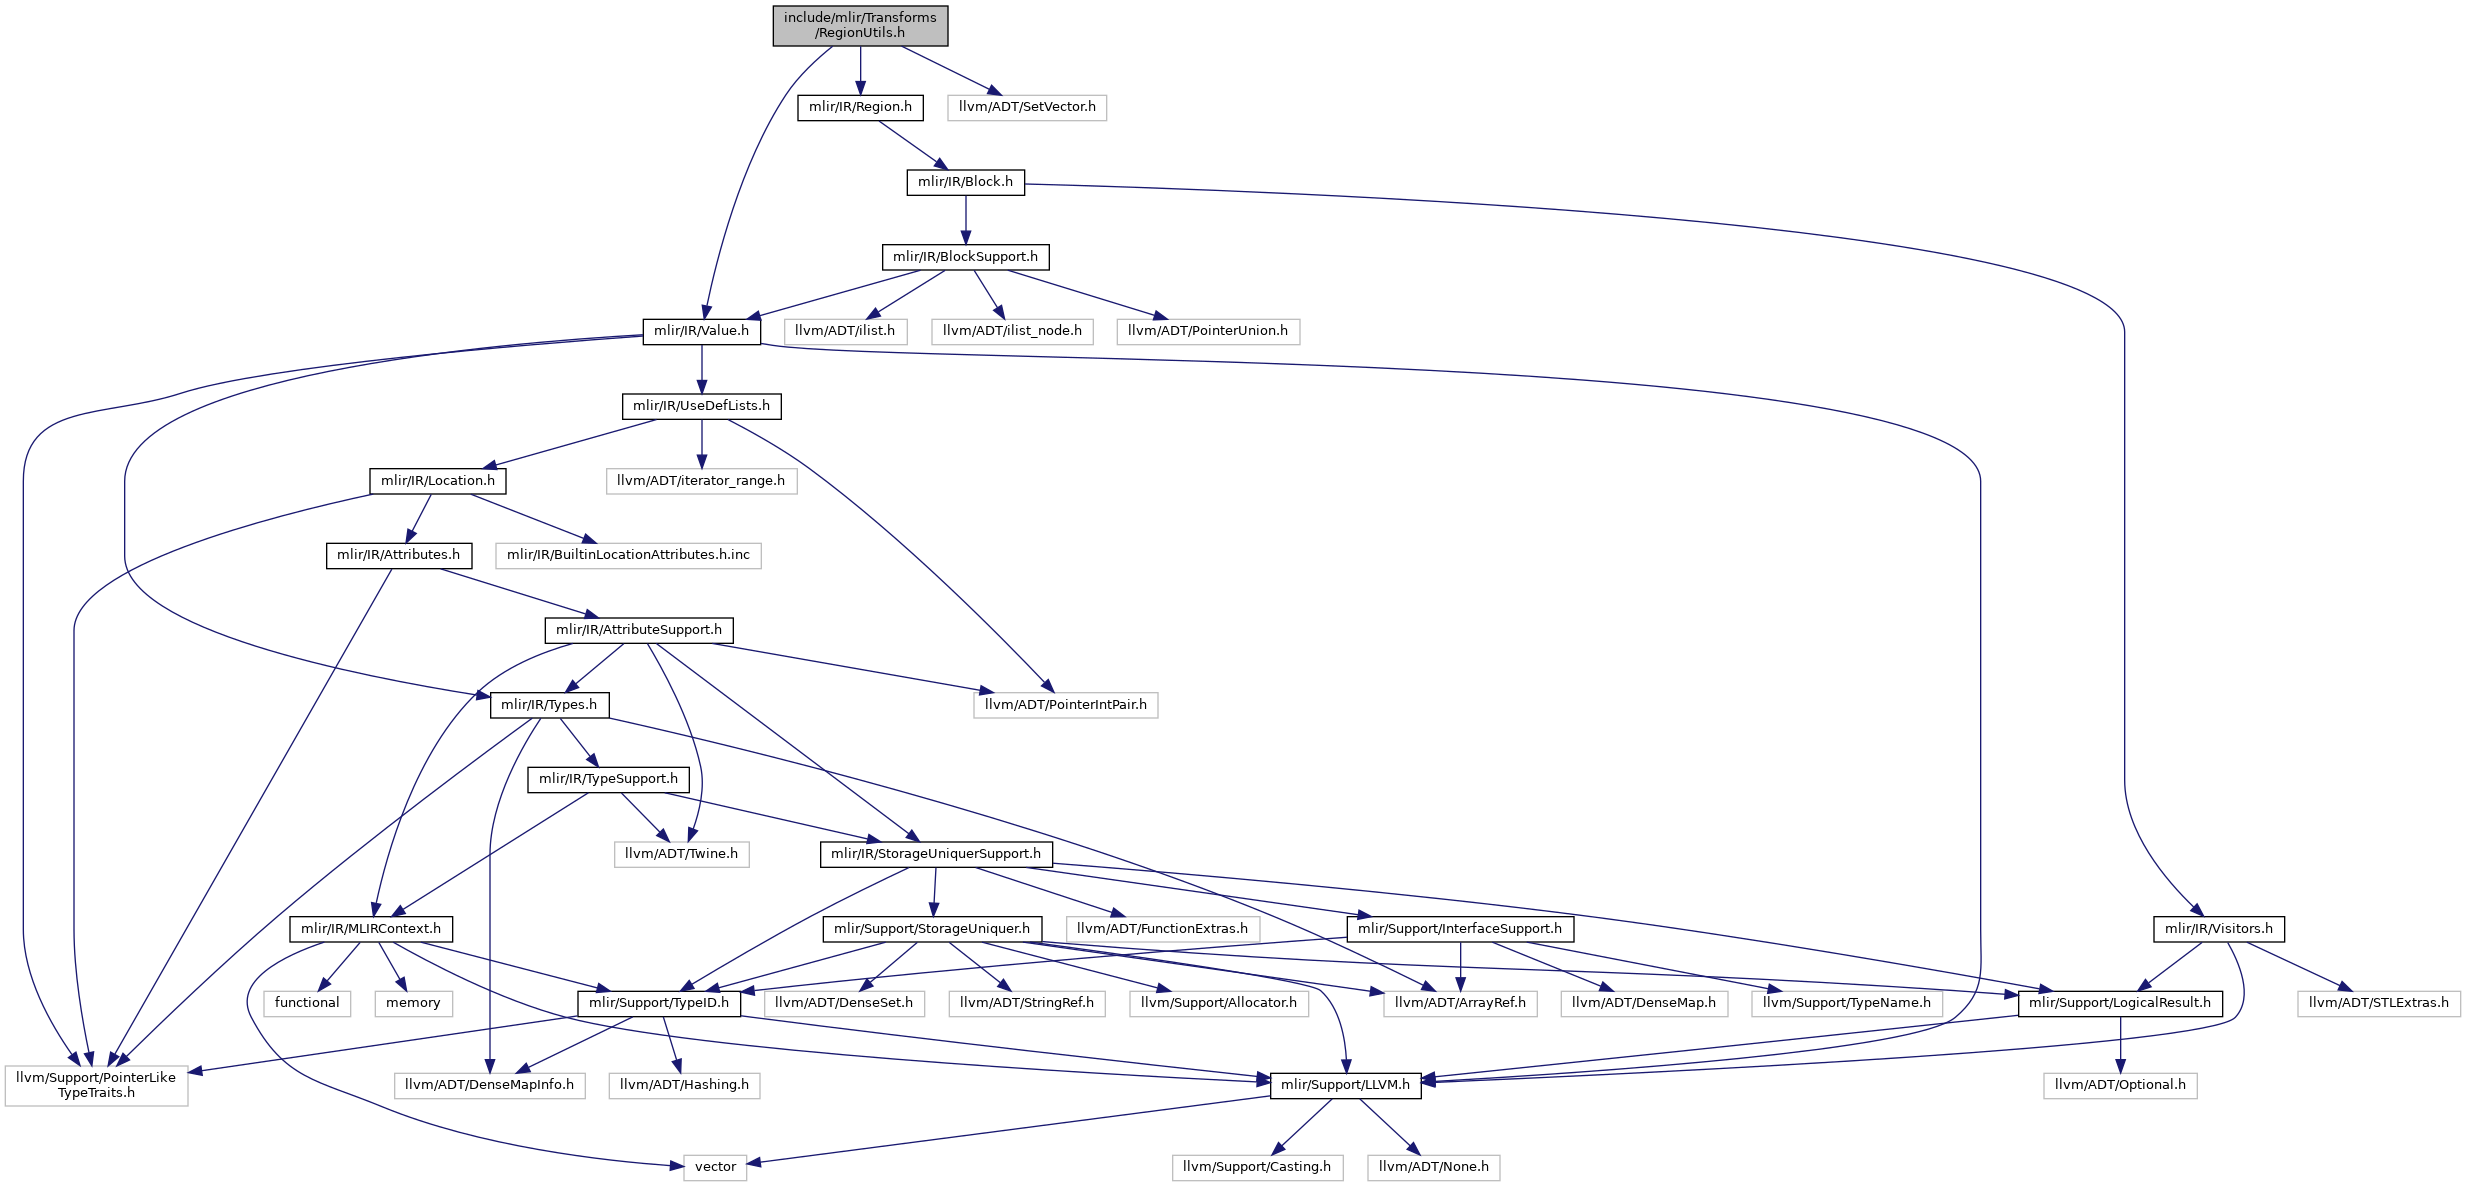 include/mlir/Transforms
/RegionUtils.h
mlir/IR/Region.h
llvm/ADT/SetVector.h
mlir/IR/Block.h
mlir/IR/BlockSupport.h
mlir/IR/Value.h
llvm/ADT/ilist.h
llvm/ADT/ilist_node.h
llvm/ADT/PointerUnion.h
mlir/IR/UseDefLists.h
mlir/IR/Location.h
llvm/ADT/iterator_range.h
mlir/IR/Attributes.h
mlir/IR/BuiltinLocationAttributes.h.inc
mlir/IR/AttributeSupport.h
mlir/IR/Types.h
llvm/ADT/PointerIntPair.h
mlir/IR/TypeSupport.h
llvm/ADT/Twine.h
mlir/IR/StorageUniquerSupport.h
mlir/IR/MLIRContext.h
mlir/Support/StorageUniquer.h
llvm/ADT/FunctionExtras.h
mlir/Support/InterfaceSupport.h
mlir/IR/Visitors.h
functional
memory
mlir/Support/TypeID.h
llvm/ADT/DenseSet.h
llvm/ADT/StringRef.h
llvm/Support/Allocator.h
llvm/ADT/ArrayRef.h
llvm/ADT/DenseMap.h
llvm/Support/TypeName.h
mlir/Support/LogicalResult.h
llvm/ADT/STLExtras.h
llvm/Support/PointerLike
TypeTraits.h
llvm/ADT/DenseMapInfo.h
llvm/ADT/Hashing.h
mlir/Support/LLVM.h
llvm/ADT/Optional.h
vector
llvm/Support/Casting.h
llvm/ADT/None.h